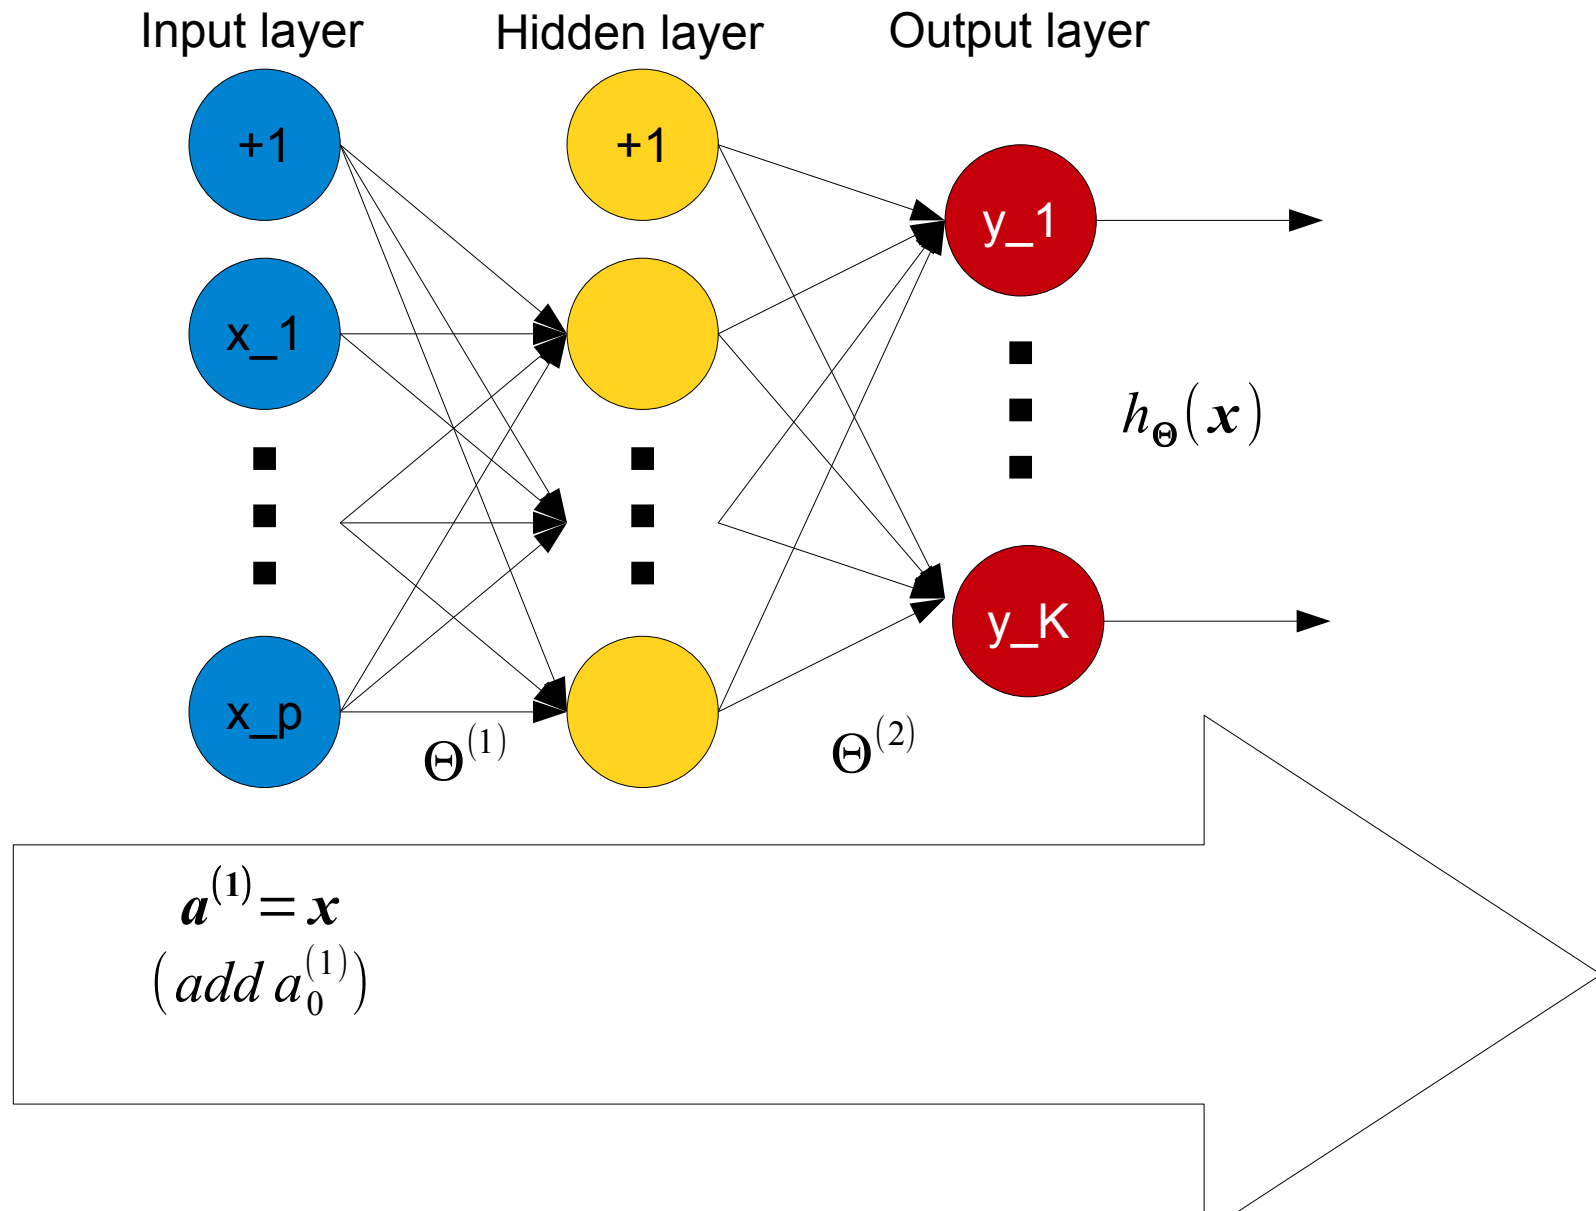 Input layer Hidden layer Output layer
+1 +1
y_1
x_1
h_Θ(x)
y_K
x_p
Θ^(1) Θ^(2)
a^(1) = x
(add a_0^(1))